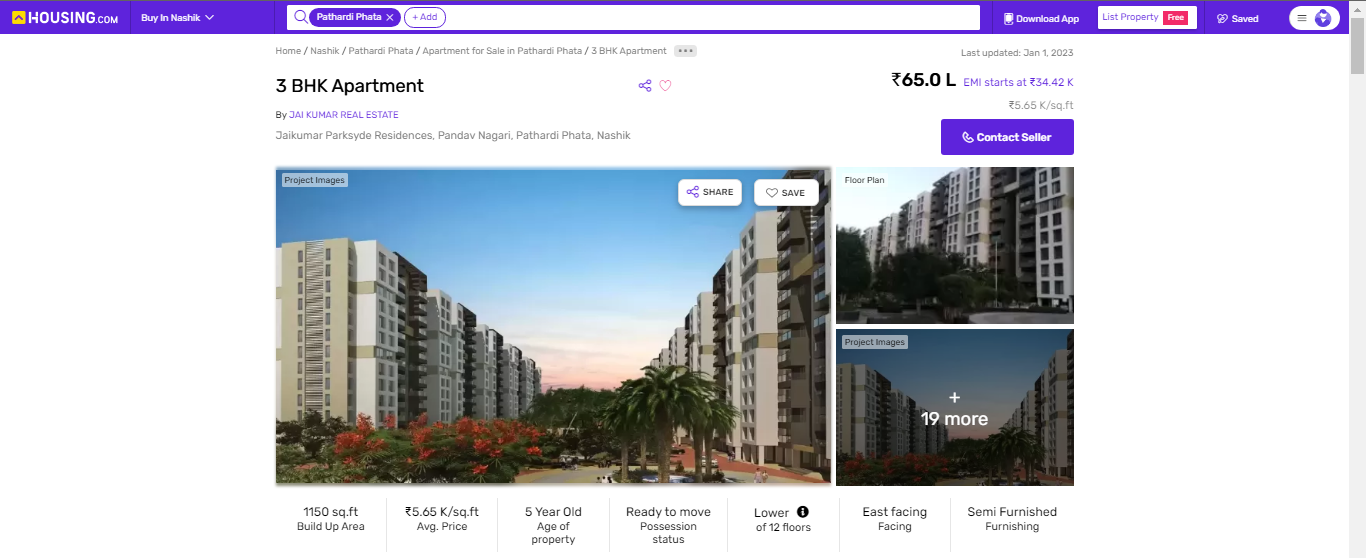 HOUSING.COM
Buy In Nashik
Pathardi Phata
+ Add
Download App
List Property Free
Saved
Home / Nashik / Pathardi Phata / Apartment for Sale in Pathardi Phata / 3 BHK Apartment
Last updated: Jan 1, 2023
3 BHK Apartment
₹65.0 L EMI starts at ₹34.42 K
₹5.65 K/sq.ft
By JAI KUMAR REAL ESTATE
Jaikumar Parksyde Residences, Pandav Nagari, Pathardi Phata, Nashik
Contact Seller
Project Images
SHARE
SAVE
Floor Plan
Project Images
+
19 more
1150 sq.ft
Build Up Area
₹5.65 K/sq.ft
Avg. Price
5 Year Old
Age of
property
Ready to move
Possession
status
Lower
of 12 floors
East facing
Facing
Semi Furnished
Furnishing